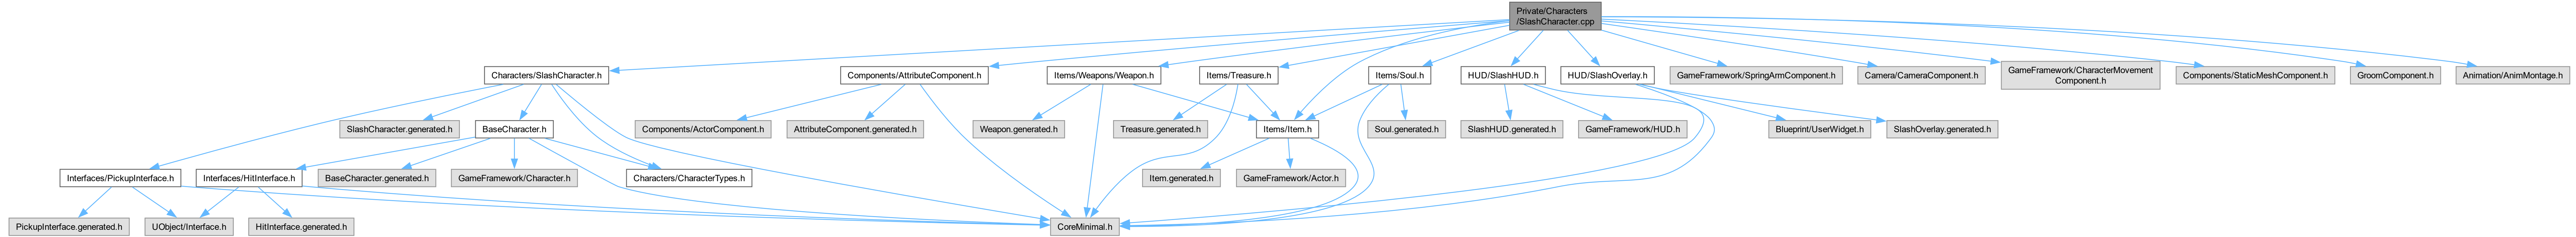 Private/Characters
/SlashCharacter.cpp
Characters/SlashCharacter.h
Components/AttributeComponent.h
Items/Weapons/Weapon.h
Items/Treasure.h
Items/Soul.h
HUD/SlashHUD.h
HUD/SlashOverlay.h
GameFramework/SpringArmComponent.h
Camera/CameraComponent.h
GameFramework/CharacterMovement
Component.h
Components/StaticMeshComponent.h
GroomComponent.h
Animation/AnimMontage.h
SlashCharacter.generated.h
BaseCharacter.h
Components/ActorComponent.h
AttributeComponent.generated.h
Weapon.generated.h
Treasure.generated.h
Items/Item.h
Soul.generated.h
SlashHUD.generated.h
GameFramework/HUD.h
Blueprint/UserWidget.h
SlashOverlay.generated.h
Interfaces/PickupInterface.h
Interfaces/HitInterface.h
BaseCharacter.generated.h
GameFramework/Character.h
Characters/CharacterTypes.h
Item.generated.h
GameFramework/Actor.h
PickupInterface.generated.h
UObject/Interface.h
HitInterface.generated.h
CoreMinimal.h